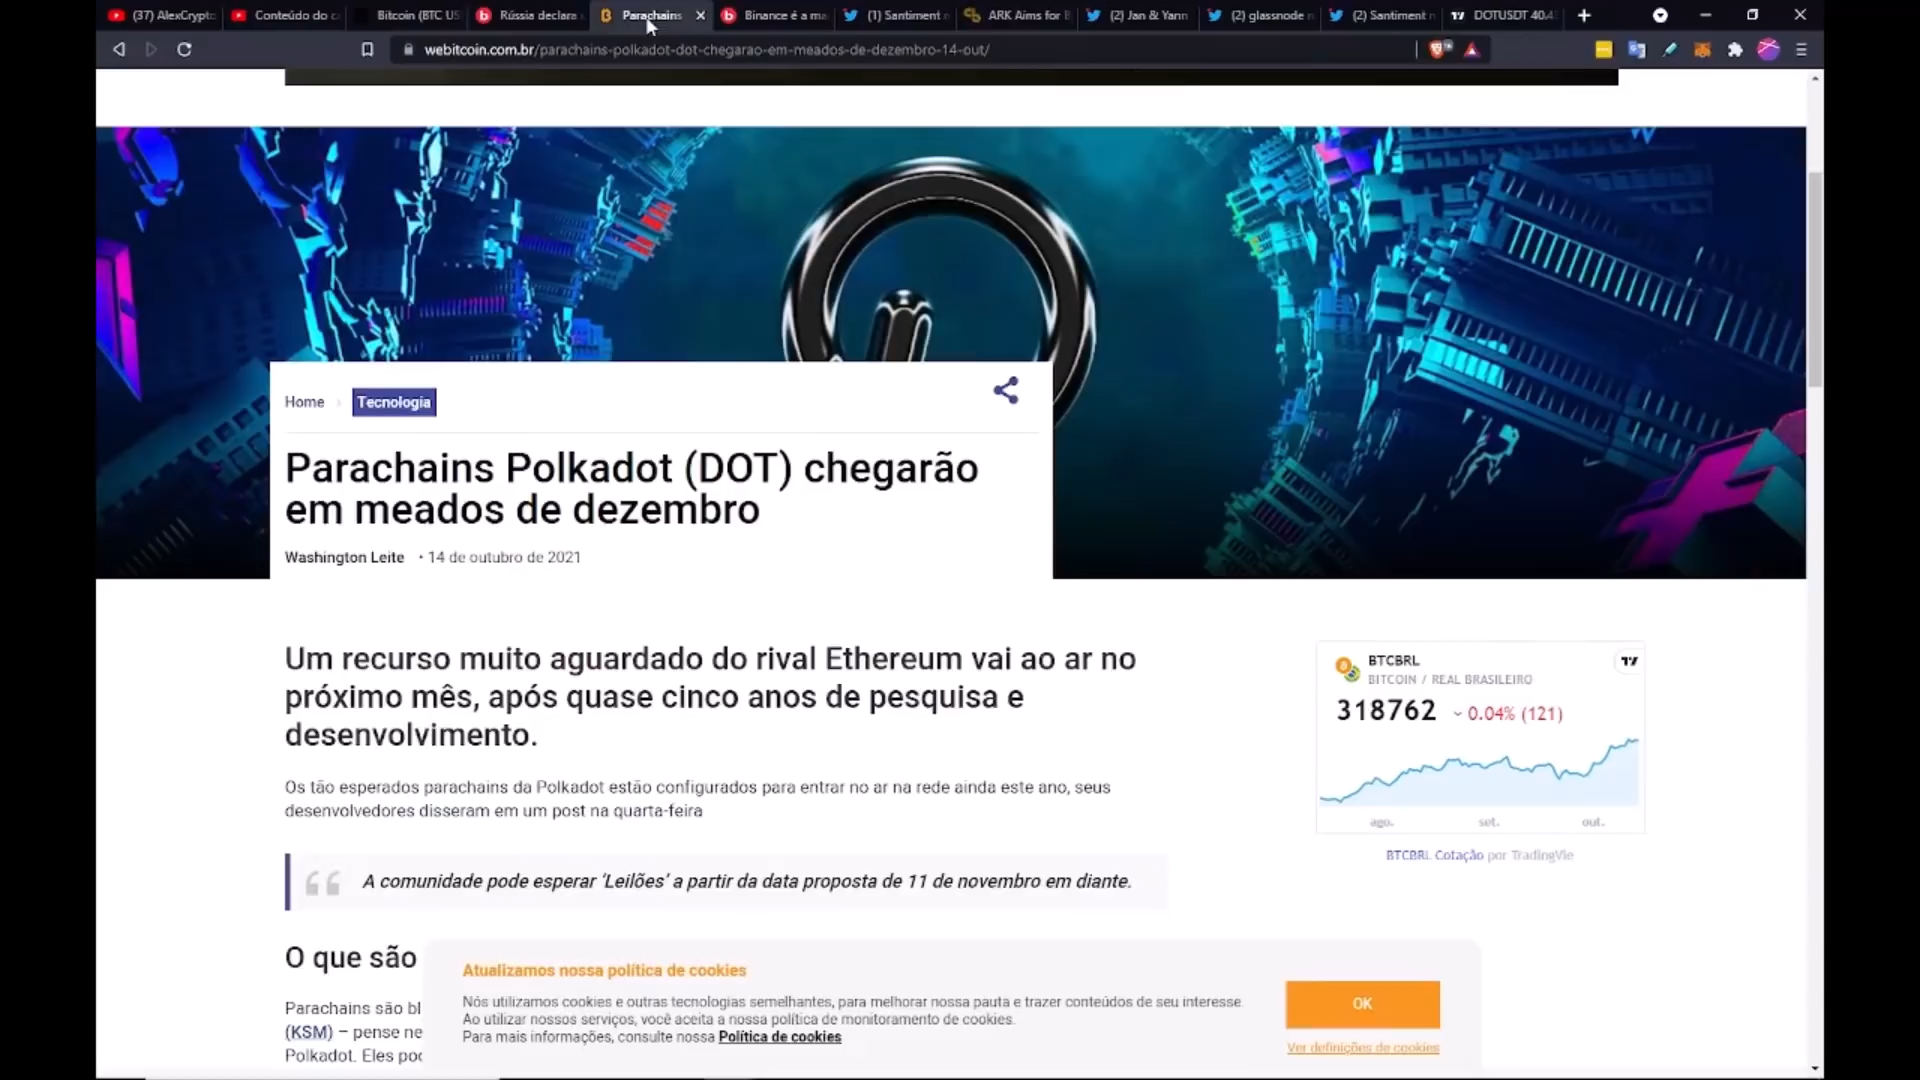 (37) AlexCrypto
Conteúdo do ca
Bitcoin (BTC US
Rússia declara
Parachains
Binance é a ma
(1) Santiment
ARK Aims for
(2) Jan & Yann
(2) glassnode
(2) Santiment
DOTUSDT 40.4
webitcoin.com.br/parachains-polkadot-dot-chegarao-em-meados-de-dezembro-14-out/
Home › Tecnologia
Parachains Polkadot (DOT) chegarão
em meados de dezembro
Washington Leite • 14 de outubro de 2021
Um recurso muito aguardado do rival Ethereum vai ao ar no
próximo mês, após quase cinco anos de pesquisa e
desenvolvimento.
Os tão esperados parachains da Polkadot estão configurados para entrar no ar na rede ainda este ano, seus
desenvolvedores disseram em um post na quarta-feira
A comunidade pode esperar ‘Leilões’ a partir da data proposta de 11 de novembro em diante.
O que são
Parachains são bl
(KSM) – pense ne
Polkadot. Eles poc
BTCBRL
BITCOIN / REAL BRASILEIRO
318762 0.04% (121)
ago. set. out.
BTCBRL Cotação por TradingVie
Atualizamos nossa política de cookies
Nós utilizamos cookies e outras tecnologias semelhantes, para melhorar nossa pauta e trazer conteúdos de seu interesse.
Ao utilizar nossos serviços, você aceita a nossa política de monitoramento de cookies.
Para mais informações, consulte nossa Política de cookies
OK
Ver definições de cookies